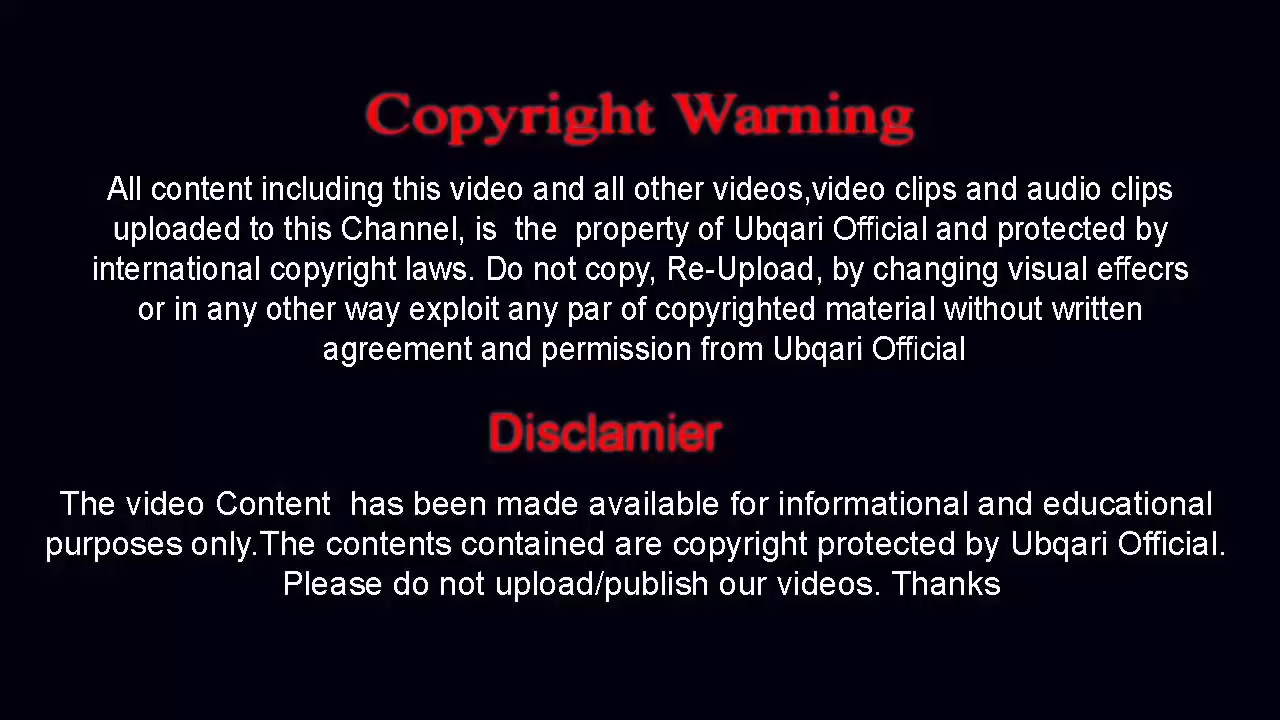 Copyright Warning
All content including this video and all other videos,video clips and audio clips
uploaded to this Channel, is  the  property of Ubqari Official and protected by
international copyright laws. Do not copy, Re-Upload, by changing visual effecrs
or in any other way exploit any par of copyrighted material without written
agreement and permission from Ubqari Official
Disclamier
The video Content  has been made available for informational and educational
purposes only.The contents contained are copyright protected by Ubqari Official.
Please do not upload/publish our videos. Thanks